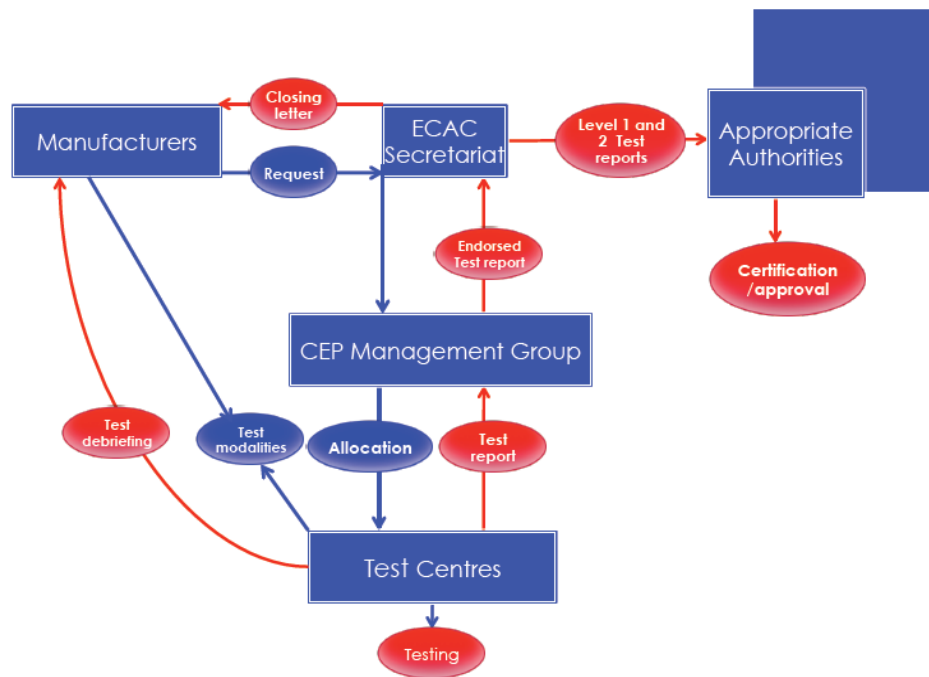 Closing
letter
Manufacturers
ECAC
Secretariat
Level 1 and
2 Test
reports
Appropriate
Authorities
Request
Endorsed
Test report
Certification
/approval
CEP Management Group
Test
debriefing
Test
modalities
Allocation
Test
report
Test Centres
Testing